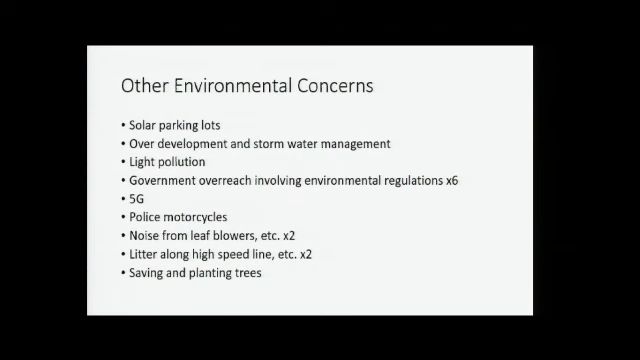 Other Environmental Concerns
• Solar parking lots
• Over development and storm water management
• Light pollution
• Government overreach involving environmental regulations x6
• 5G
• Police motorcycles
• Noise from leaf blowers, etc. x2
• Litter along high speed line, etc. x2
• Saving and planting trees